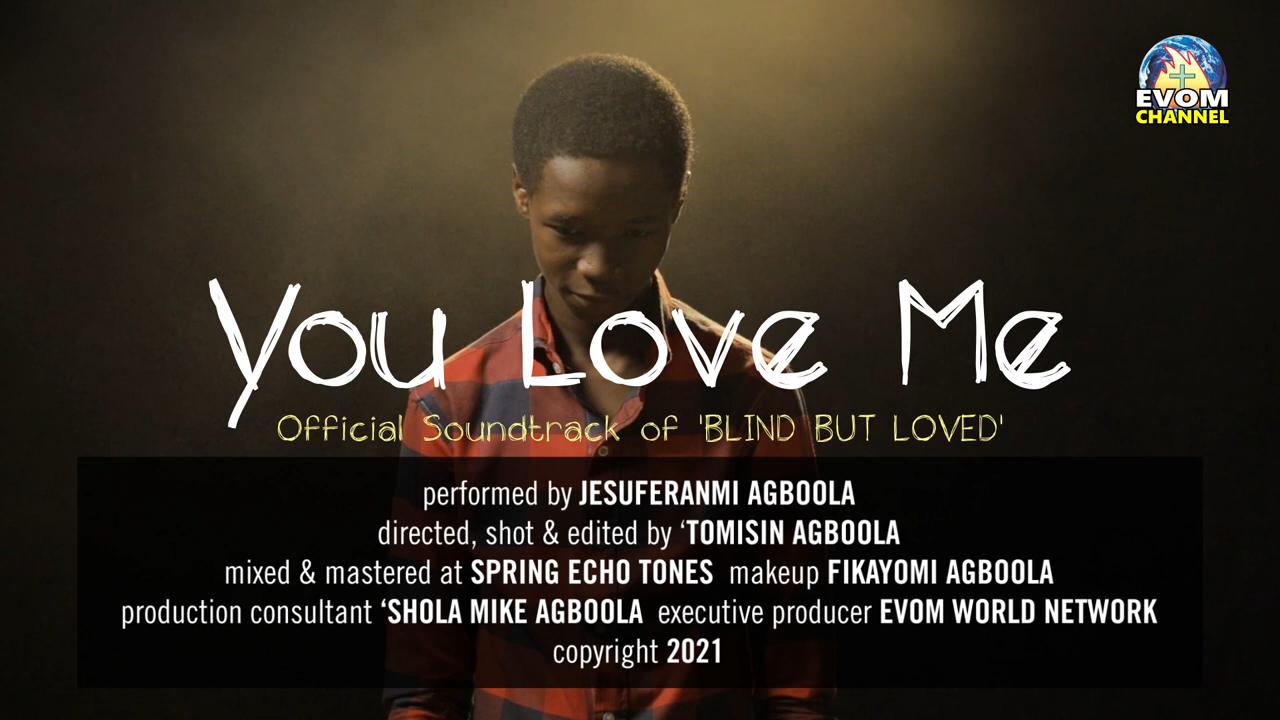 EVOM
CHANNEL
You Love Me
Official Soundtrack of 'BLIND BUT LOVED'
performed by JESUFERANMI AGBOOLA
directed, shot & edited by ‘TOMISIN AGBOOLA
mixed & mastered at SPRING ECHO TONES makeup FIKAYOMI AGBOOLA
production consultant ‘SHOLA MIKE AGBOOLA executive producer EVOM WORLD NETWORK
copyright 2021